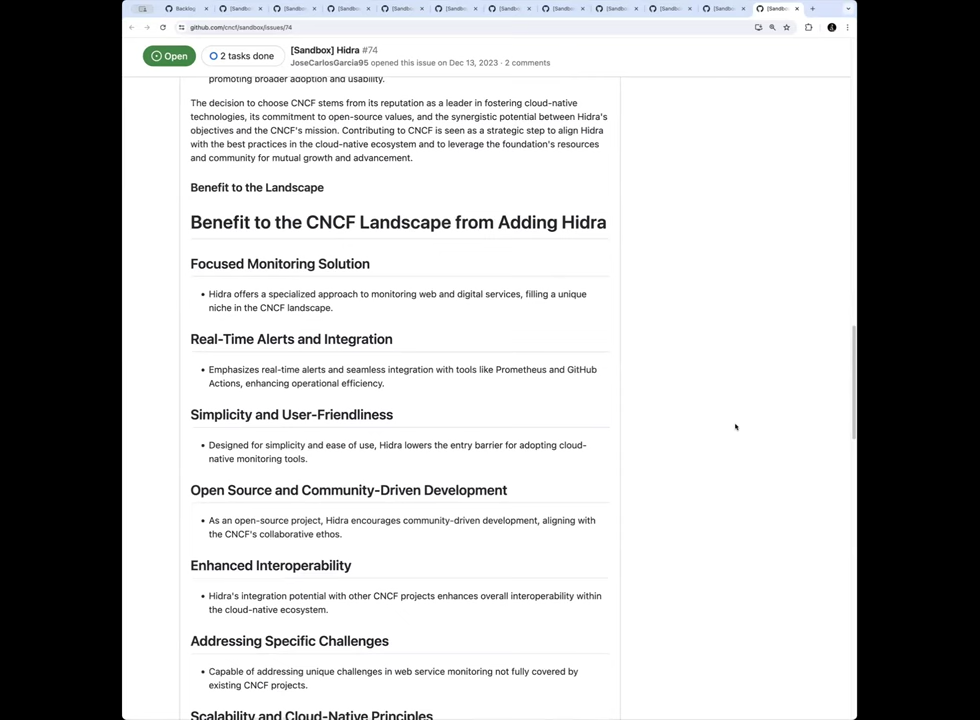 Backlog
[Sandbo
[Sandbo
[Sandbo
[Sandbo
[Sandbo
[Sandbo
[Sandbo
[Sandbo
[Sandbo
[Sandbo
[Sandbo
github.com/cncf/sandbox/issues/74
Open
2 tasks done
[Sandbox] Hidra #74
JoseCarlosGarcia95 opened this issue on Dec 13, 2023 · 2 comments
promoting broader adoption and usability.
The decision to choose CNCF stems from its reputation as a leader in fostering cloud-native
technologies, its commitment to open-source values, and the synergistic potential between Hidra's
objectives and the CNCF's mission. Contributing to CNCF is seen as a strategic step to align Hidra
with the best practices in the cloud-native ecosystem and to leverage the foundation's resources
and community for mutual growth and advancement.
Benefit to the Landscape
Benefit to the CNCF Landscape from Adding Hidra
Focused Monitoring Solution
• Hidra offers a specialized approach to monitoring web and digital services, filling a unique
niche in the CNCF landscape.
Real-Time Alerts and Integration
• Emphasizes real-time alerts and seamless integration with tools like Prometheus and GitHub
Actions, enhancing operational efficiency.
Simplicity and User-Friendliness
• Designed for simplicity and ease of use, Hidra lowers the entry barrier for adopting cloud-
native monitoring tools.
Open Source and Community-Driven Development
• As an open-source project, Hidra encourages community-driven development, aligning with
the CNCF's collaborative ethos.
Enhanced Interoperability
• Hidra's integration potential with other CNCF projects enhances overall interoperability within
the cloud-native ecosystem.
Addressing Specific Challenges
• Capable of addressing unique challenges in web service monitoring not fully covered by
existing CNCF projects.
Scalability and Cloud-Native Principles